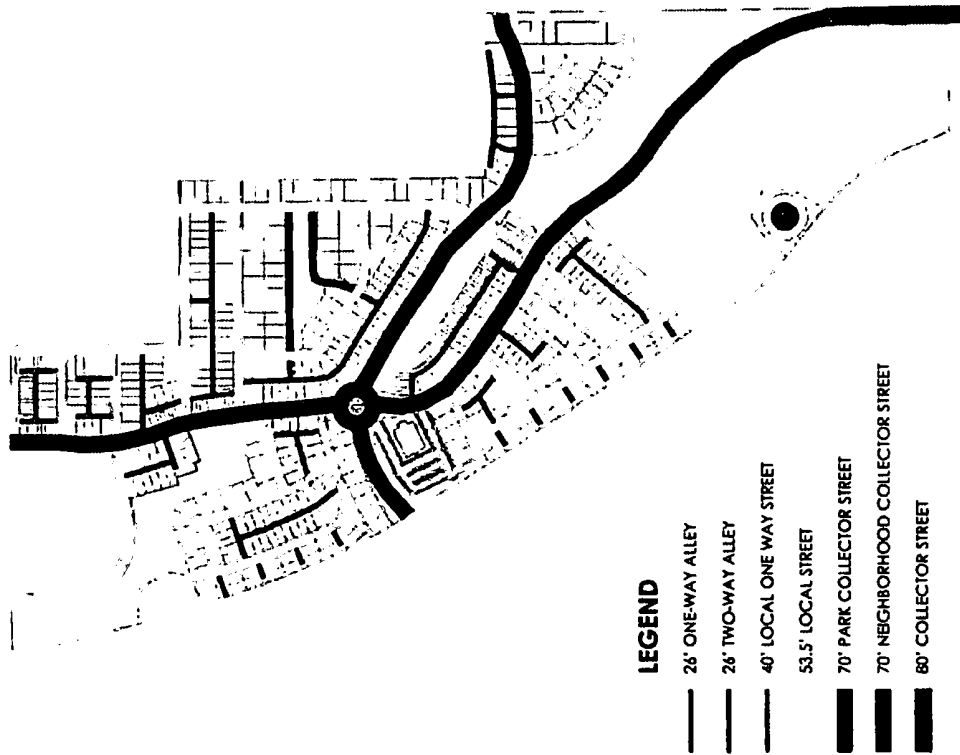 LEGEND
26' ONE-WAY ALLEY
26' TWO-WAY ALLEY
40' LOCAL ONE WAY STREET
53.5' LOCAL STREET
70' PARK COLLECTOR STREET
70' NEIGHBORHOOD COLLECTOR STREET
80' COLLECTOR STREET